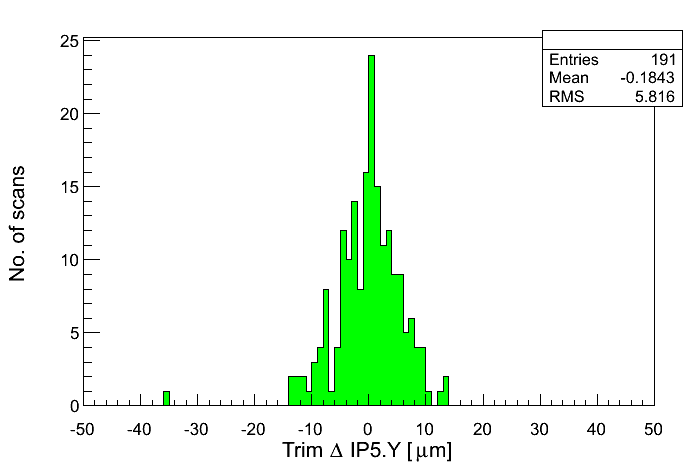 Entries 191
Mean -0.1843
RMS 5.816
25
20
15
10
5
0
No. of scans
-50 -40 -30 -20 -10 0 10 20 30 40 50
Trim Δ IP5.Y [μm]